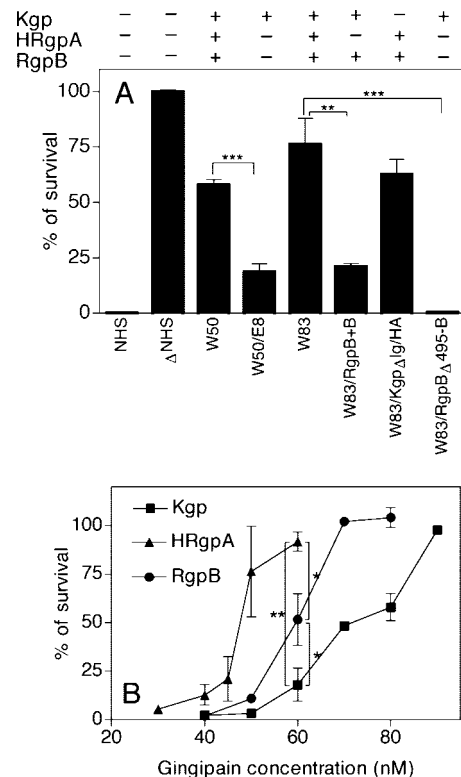 Kgp − − + + + + − +
HRgpA − − + − + − + −
RgpB − − + − + + + −
A
% of survival
100
75
50
25
0
***
***
**
NHS
ΔNHS
W50
W50/E8
W83
W83/RgpB+B
W83/KgpΔIg/HA
W83/RgpBΔ495-B
B
% of survival
100
75
50
25
0
Kgp
HRgpA
RgpB
**
*
*
20 40 60 80
Gingipain concentration (nM)